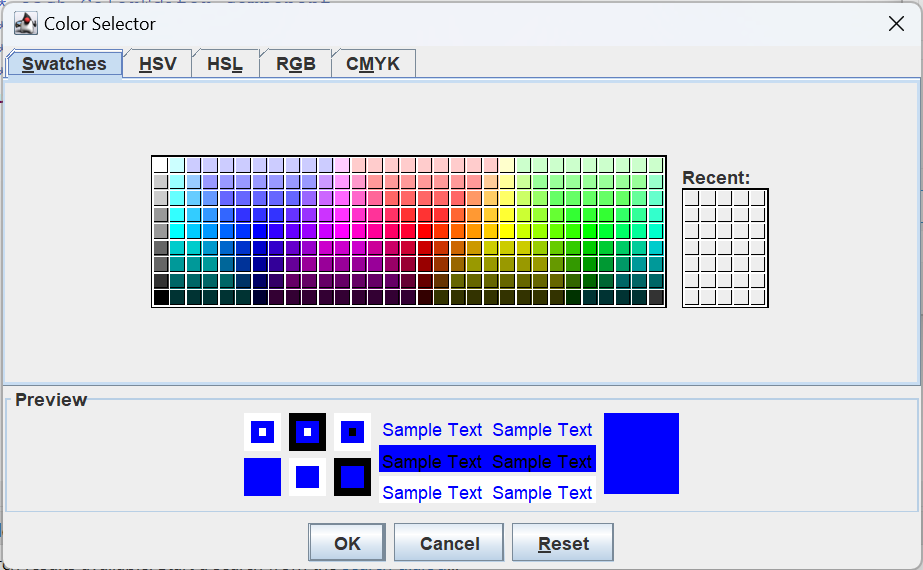 Color Selector
Swatches HSV HSL RGB CMYK
Recent:
Preview
Sample Text Sample Text
Sample Text Sample Text
Sample Text Sample Text
OK Cancel Reset